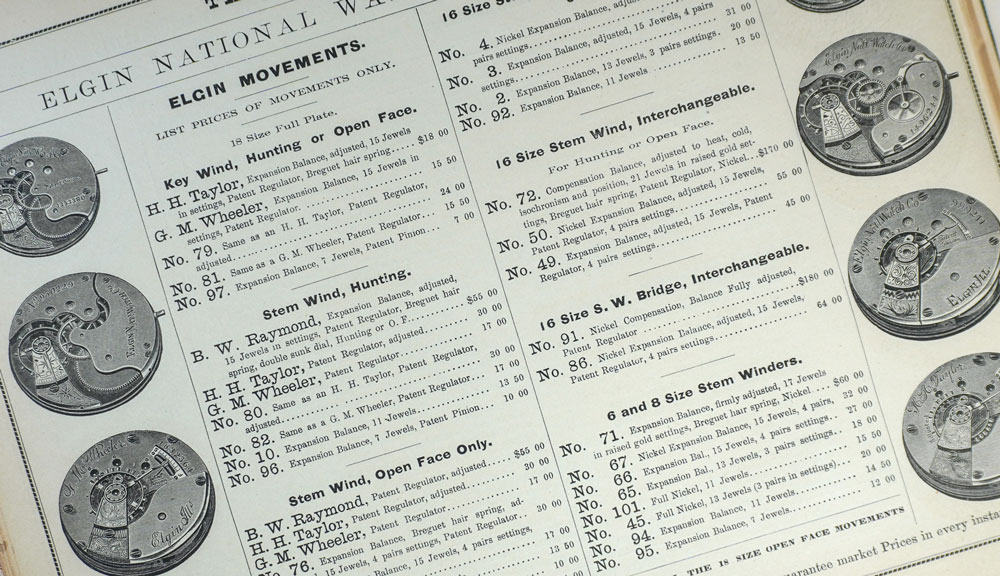 ELGIN NATIONAL WA
ELGIN MOVEMENTS.
LIST PRICES OF MOVEMENTS ONLY.
18 Size Full Plate.
Key Wind, Hunting or Open Face.
H. H. Taylor, Expansion Balance, adjusted, 15 Jewels
in settings, Patent Regulator, Breguet hair spring....$18 00
G. M. Wheeler, Expansion Balance, 15 Jewels in
settings, Patent Regulator.................... 15 50
No. 79. Same as an H. H. Taylor, Patent Regulator,
adjusted.................... 24 00
No. 81. Same as a G. M. Wheeler, Patent Regulator... 15 50
No. 97. Expansion Balance, 7 Jewels, Patent Pinion... 7 00
Stem Wind, Hunting.
B. W. Raymond, Expansion Balance, adjusted,
15 Jewels in settings, Patent Regulator, Breguet hair
spring, double sunk dial, Hunting or O. F....$55 00
H. H. Taylor, Patent Regulator, adjusted... 30 00
G. M. Wheeler, Patent Regulator... 17 00
No. 80. Same as an H. H. Taylor, Patent Regulator,
adjusted.................... 30 00
No. 82. Same as a G. M. Wheeler, Patent Regulator... 17 00
No. 10. Expansion Balance, 11 Jewels... 13 50
No. 96. Expansion Balance, 7 Jewels, Patent Pinion... 10 00
Stem Wind, Open Face Only.
B. W. Raymond, Patent Regulator, adjusted....$55 00
H. H. Taylor, Patent Regulator, adjusted... 30 00
G. M. Wheeler, Patent Regulator... 17 00
No. 76. Expansion Balance, Breguet hair spring, ad-
Jewels, 4 pairs settings, Patent Regulator. 30 00
Balance, 15 Jewels, 4 pairs settings,
17 00
13 50
10 00
16 Size S
No. 4. Nickel Expansion Balance,
pairs settings....................
No. 3. Expansion Balance, adjusted, 15 Jewels, 4 pairs
settings.................... 31 00
No. 2. Expansion Balance, 13 Jewels, 3 pairs settings. 20 00
No. 92. Expansion Balance, 11 Jewels... 13 50
16 Size Stem Wind, Interchangeable.
For Hunting or Open Face.
No. 72. Compensation Balance, adjusted to heat, cold,
isochronism and position, 21 Jewels in raised gold set-
tings, Breguet hair spring, Patent Regulator, Nickel...$170 00
No. 50. Nickel Expansion Balance, adjusted, 15 Jewels,
Patent Regulator, 4 pairs settings... 55 00
No. 49. Expansion Balance, adjusted, 15 Jewels, Patent
Regulator, 4 pairs settings... 45 00
16 Size S. W. Bridge, Interchangeable.
No. 91. Nickel Compensation, Balance Fully adjusted,
Patent Regulator....................$180 00
No. 86. Nickel Expansion Balance, adjusted, 15 Jewels,
Patent Regulator, 4 pairs settings... 64 00
6 and 8 Size Stem Winders.
No. 71. Expansion Balance, firmly adjusted, 17 Jewels
in raised gold settings, Breguet hair spring, Nickel...$60 00
No. 67. Nickel Expansion Balance, 15 Jewels, 4 pairs, 32 00
No. 66. Expansion Bal., 15 Jewels, 4 pairs settings... 21 00
No. 65. Expansion Bal., 13 Jewels, 3 pairs settings.. 18 00
No. 101. Full Nickel, 11 Jewels... 15 50
No. 45. Full Nickel, 13 Jewels (3 pairs in settings)... 20 00
No. 94. Expansion Balance, 11 Jewels... 14 50
No. 95. Expansion Balance, 7 Jewels... 12 00
THE 18 SIZE OPEN FACE MOVEMENTS
uarantee market Prices in every insta
Elgin Nat'l Watch Co.
Elgin Nat'l Watch Co.
ELGIN ILL.
H. H. Taylor
G. M. Wheeler
Elgin Ill.